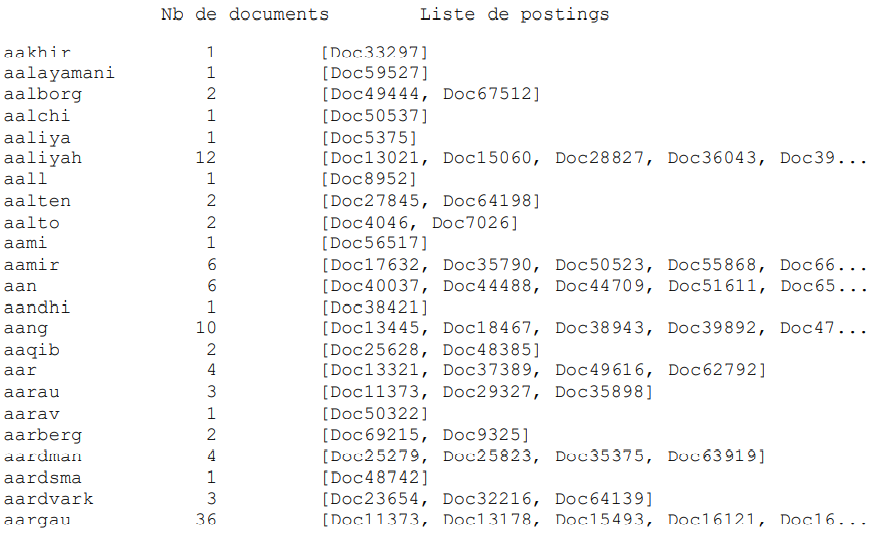 Nb de documents Liste de postings
aakhir 1 [Doc33297]
aalayamani 1 [Doc59527]
aalborg 2 [Doc49444, Doc67512]
aalchi 1 [Doc50537]
aaliya 1 [Doc5375]
aaliyah 12 [Doc13021, Doc15060, Doc28827, Doc36043, Doc39...
aall 1 [Doc8952]
aalten 2 [Doc27845, Doc64198]
aalto 2 [Doc4046, Doc7026]
aami 1 [Doc56517]
aamir 6 [Doc17632, Doc35790, Doc50523, Doc55868, Doc66...
aan 6 [Doc40037, Doc44488, Doc44709, Doc51611, Doc65...
aandhi 1 [Doc38421]
aang 10 [Doc13445, Doc18467, Doc38943, Doc39892, Doc47...
aaqib 2 [Doc25628, Doc48385]
aar 4 [Doc13321, Doc37389, Doc49616, Doc62792]
aarau 3 [Doc11373, Doc29327, Doc35898]
aarav 1 [Doc50322]
aarberg 2 [Doc69215, Doc9325]
aardman 4 [Doc25279, Doc25823, Doc35375, Doc63919]
aardsma 1 [Doc48742]
aardvark 3 [Doc23654, Doc32216, Doc64139]
aargau 36 [Doc11373, Doc13178, Doc15493, Doc16121, Doc16...